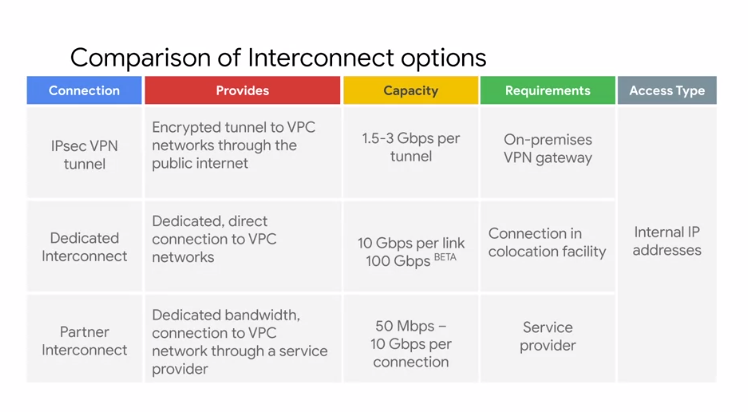 Comparison of Interconnect options
Connection
Provides
Capacity
Requirements
Access Type
IPsec VPN
tunnel
Encrypted tunnel to VPC
networks through the
public internet
1.5-3 Gbps per
tunnel
On-premises
VPN gateway
Internal IP
addresses
Dedicated
Interconnect
Dedicated, direct
connection to VPC
networks
10 Gbps per link
100 Gbps BETA
Connection in
colocation facility
Partner
Interconnect
Dedicated bandwidth,
connection to VPC
network through a service
provider
50 Mbps –
10 Gbps per
connection
Service
provider